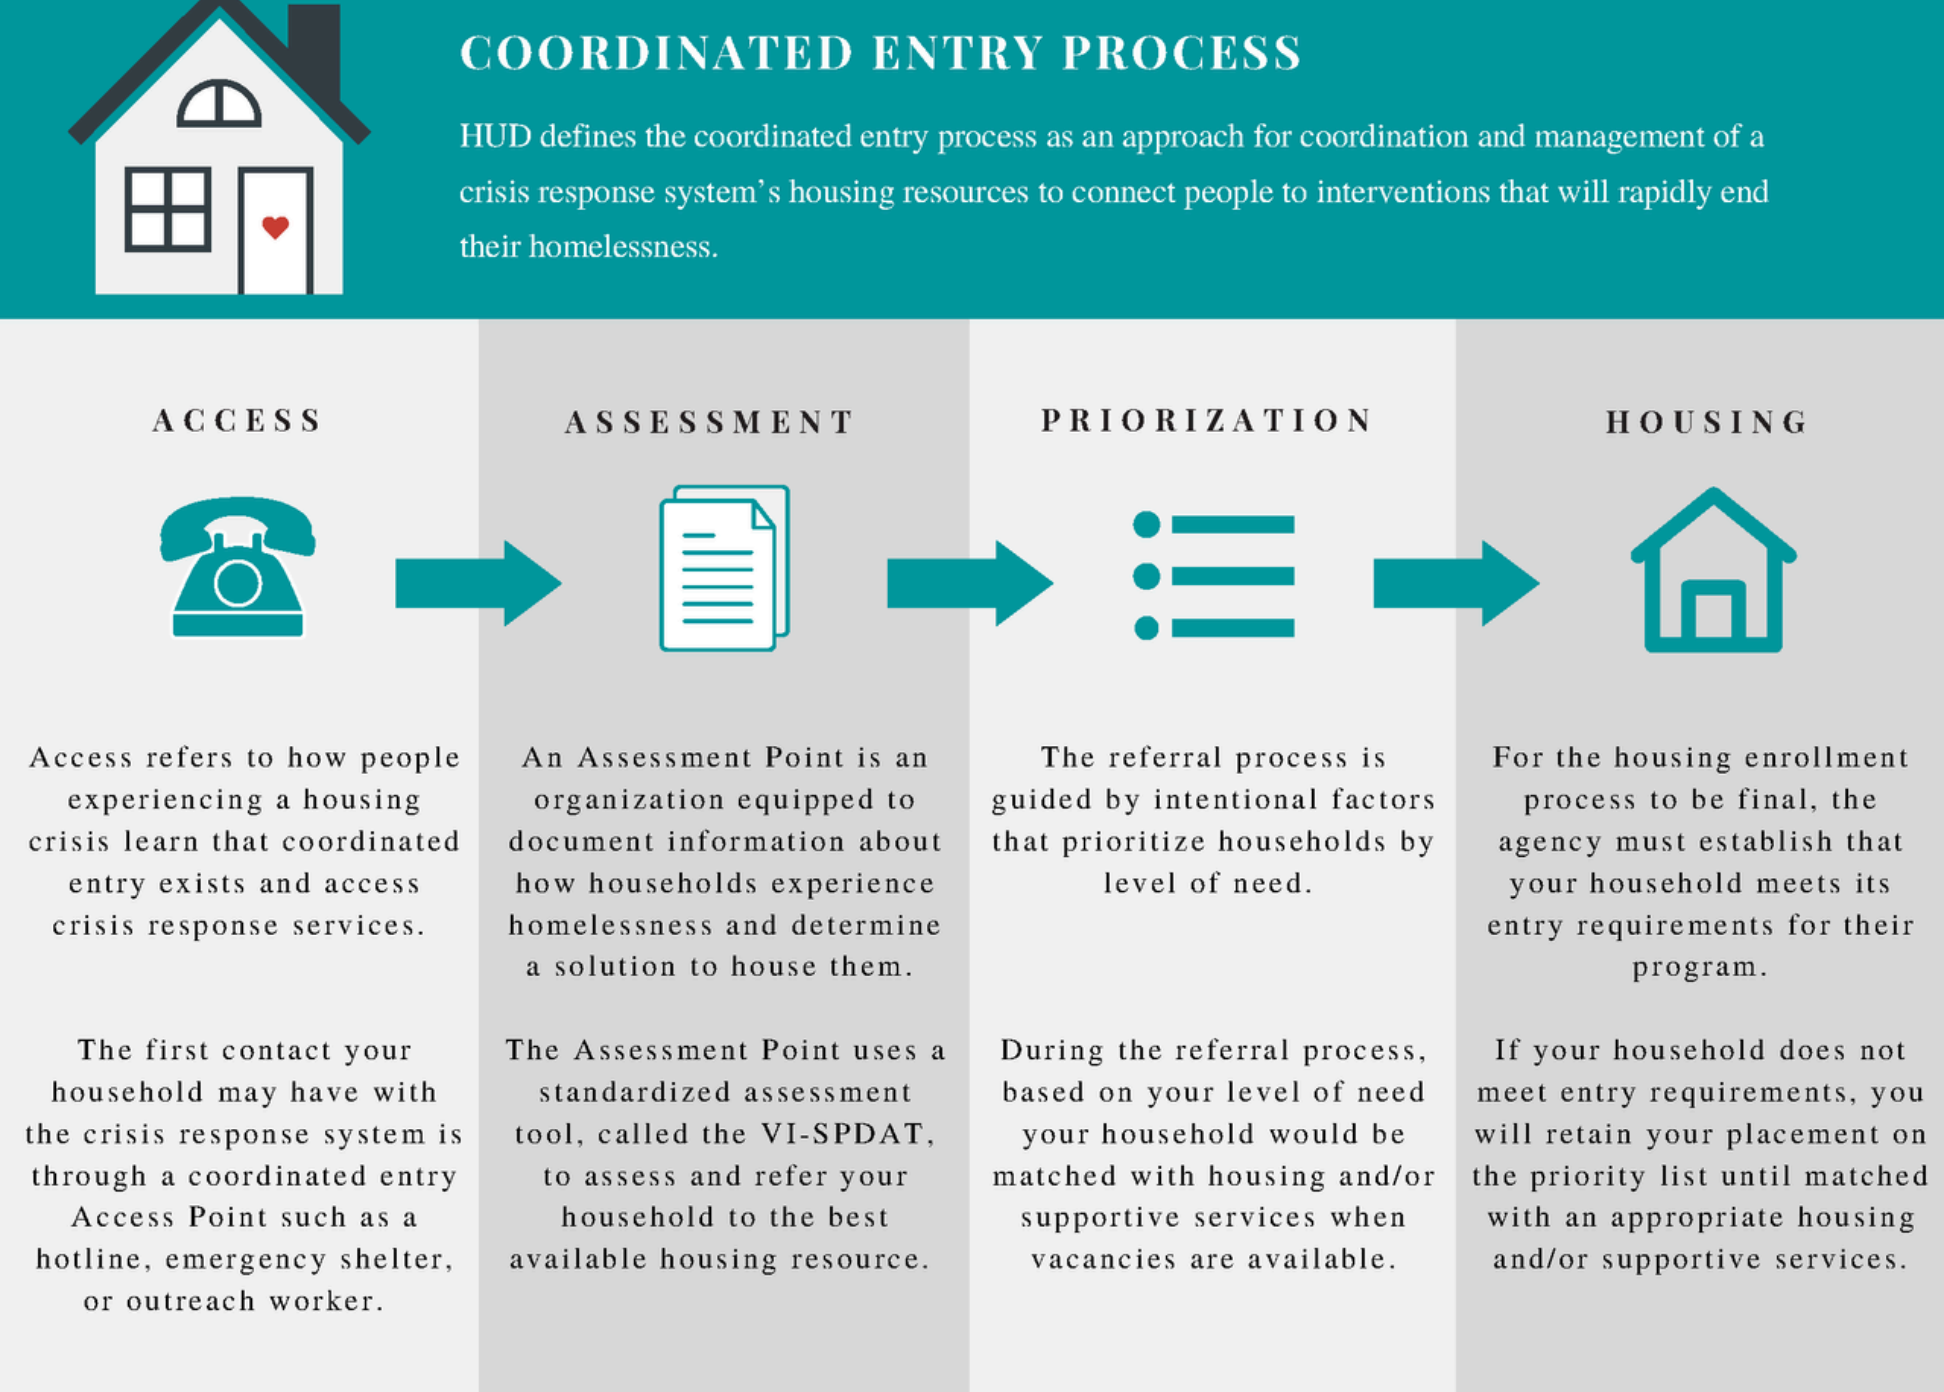 COORDINATED ENTRY PROCESS
HUD defines the coordinated entry process as an approach for coordination and management of a
crisis response system’s housing resources to connect people to interventions that will rapidly end
their homelessness.
ACCESS
Access refers to how people
experiencing a housing
crisis learn that coordinated
entry exists and access
crisis response services.
The first contact your
household may have with
the crisis response system is
through a coordinated entry
Access Point such as a
hotline, emergency shelter,
or outreach worker.
ASSESSMENT
An Assessment Point is an
organization equipped to
document information about
how households experience
homelessness and determine
a solution to house them.
The Assessment Point uses a
standardized assessment
tool, called the VI-SPDAT,
to assess and refer your
household to the best
available housing resource.
PRIORIZATION
The referral process is
guided by intentional factors
that prioritize households by
level of need.
During the referral process,
based on your level of need
your household would be
matched with housing and/or
supportive services when
vacancies are available.
HOUSING
For the housing enrollment
process to be final, the
agency must establish that
your household meets its
entry requirements for their
program.
If your household does not
meet entry requirements, you
will retain your placement on
the priority list until matched
with an appropriate housing
and/or supportive services.